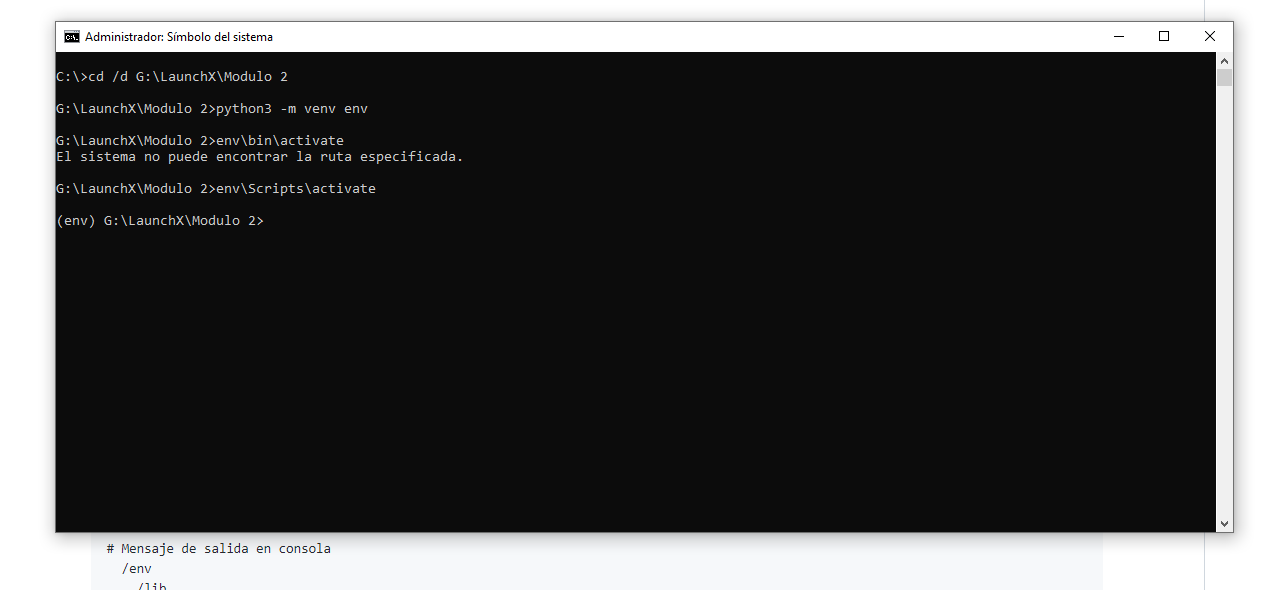 Administrador: Símbolo del sistema
C:\>cd /d G:\LaunchX\Modulo 2
G:\LaunchX\Modulo 2>python3 -m venv env
G:\LaunchX\Modulo 2>env\bin\activate
El sistema no puede encontrar la ruta especificada.
G:\LaunchX\Modulo 2>env\Scripts\activate
(env) G:\LaunchX\Modulo 2>
# Mensaje de salida en consola
/env
/lib